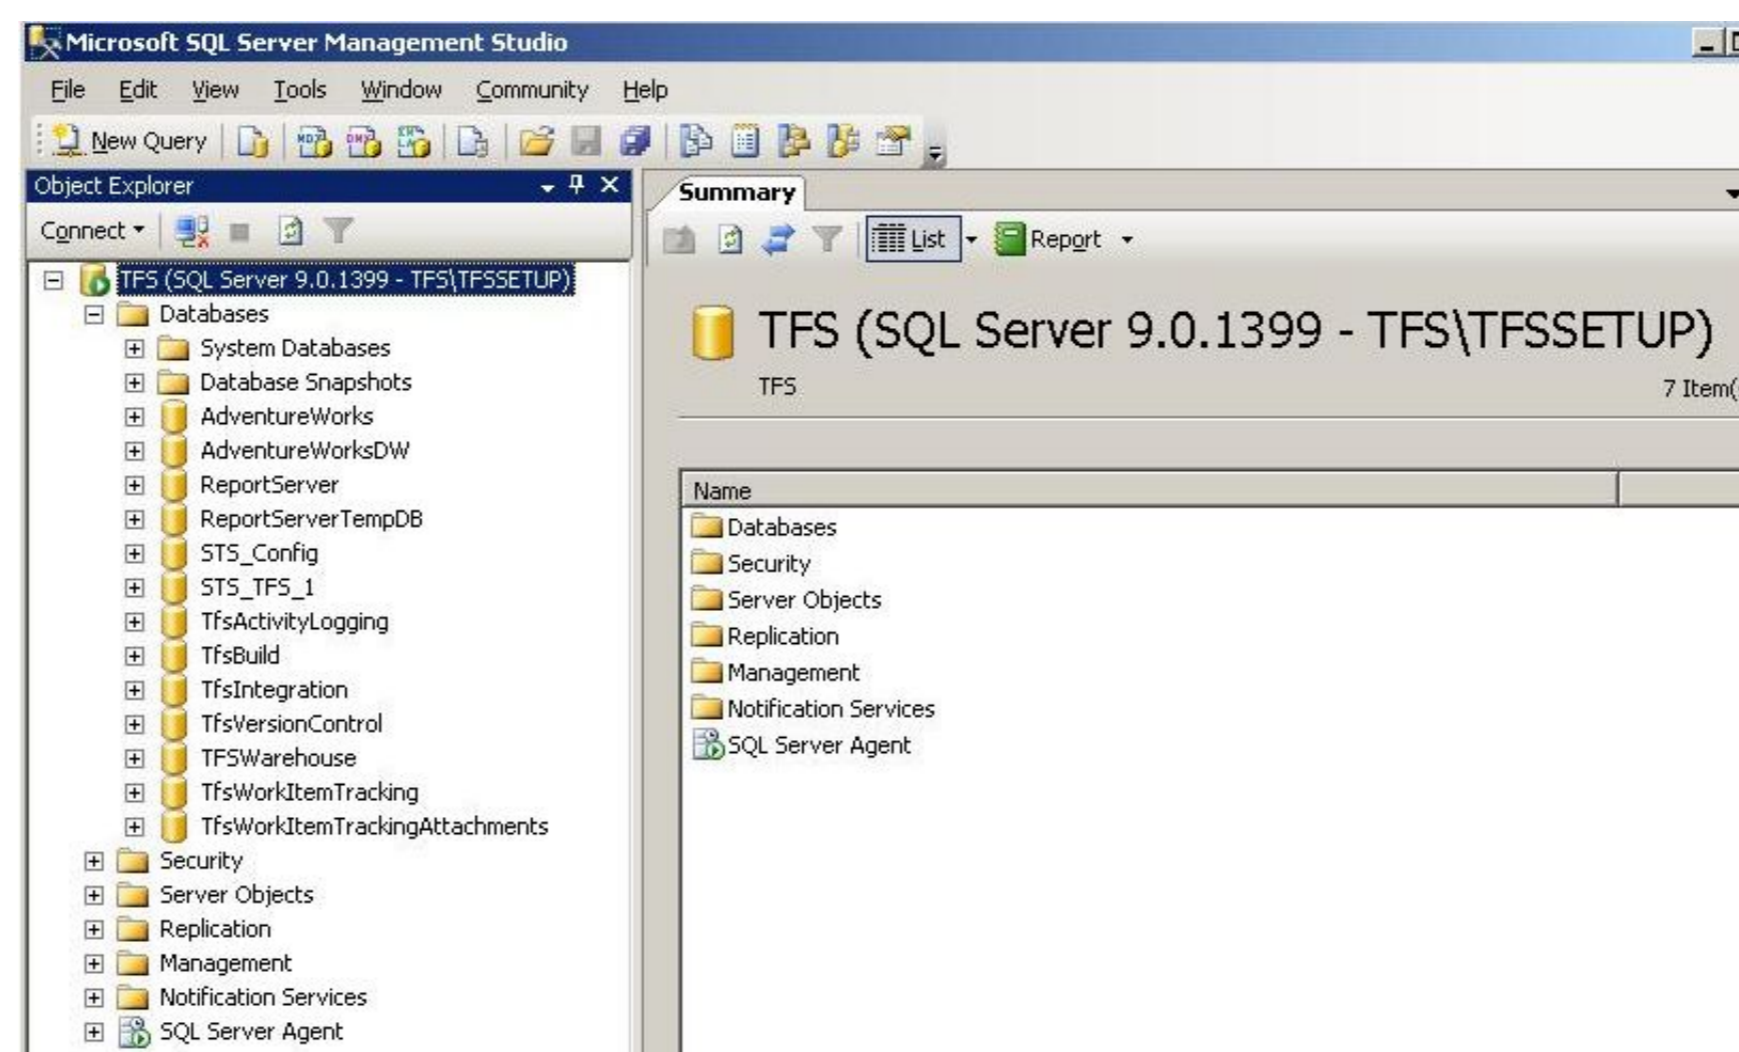 Microsoft SQL Server Management Studio
File Edit View Tools Window Community Help
New Query
Object Explorer
Connect
TFS (SQL Server 9.0.1399 - TFS\TFSSETUP)
Databases
System Databases
Database Snapshots
AdventureWorks
AdventureWorksDW
ReportServer
ReportServerTempDB
STS_Config
STS_TFS_1
TfsActivityLogging
TfsBuild
TfsIntegration
TfsVersionControl
TFSWarehouse
TfsWorkItemTracking
TfsWorkItemTrackingAttachments
Security
Server Objects
Replication
Management
Notification Services
SQL Server Agent
Summary
List Report
TFS (SQL Server 9.0.1399 - TFS\TFSSETUP)
TFS 7 Item(
Name
Databases
Security
Server Objects
Replication
Management
Notification Services
SQL Server Agent